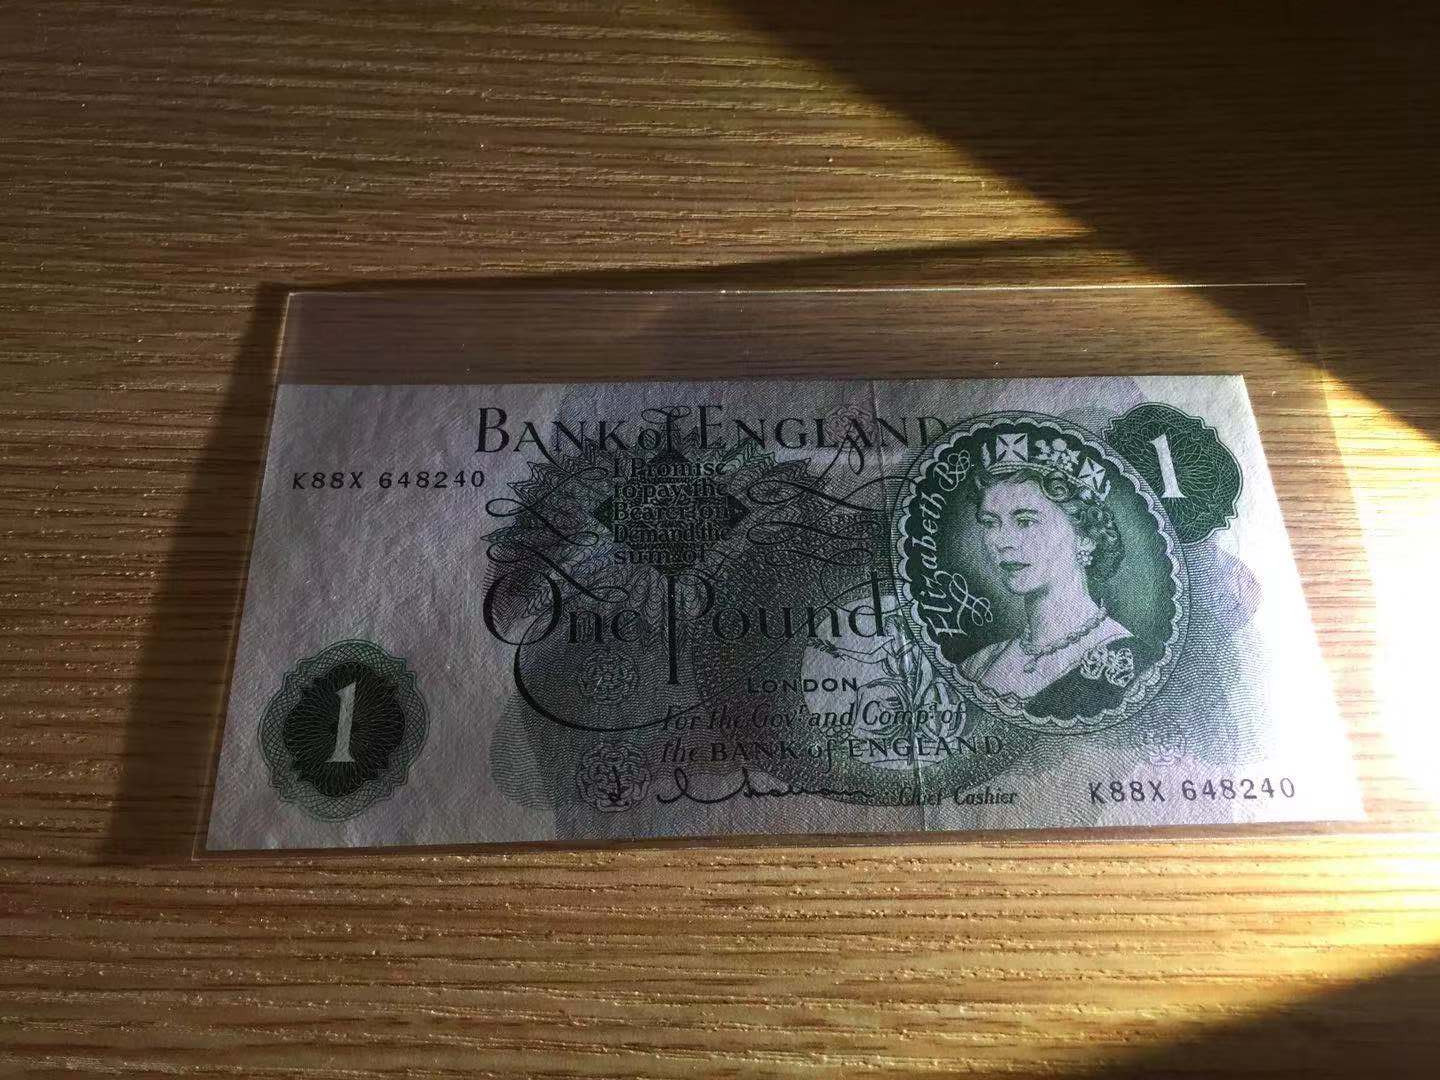 BANK of ENGLAND
1
K88X 648240
I Promise
to pay the
Bearer on
Demand the
sum of
One Pound
Elizabeth R
LONDON
for the Govr and Compa of
the BANK of ENGLAND
1
Chief Cashier
K88X 648240